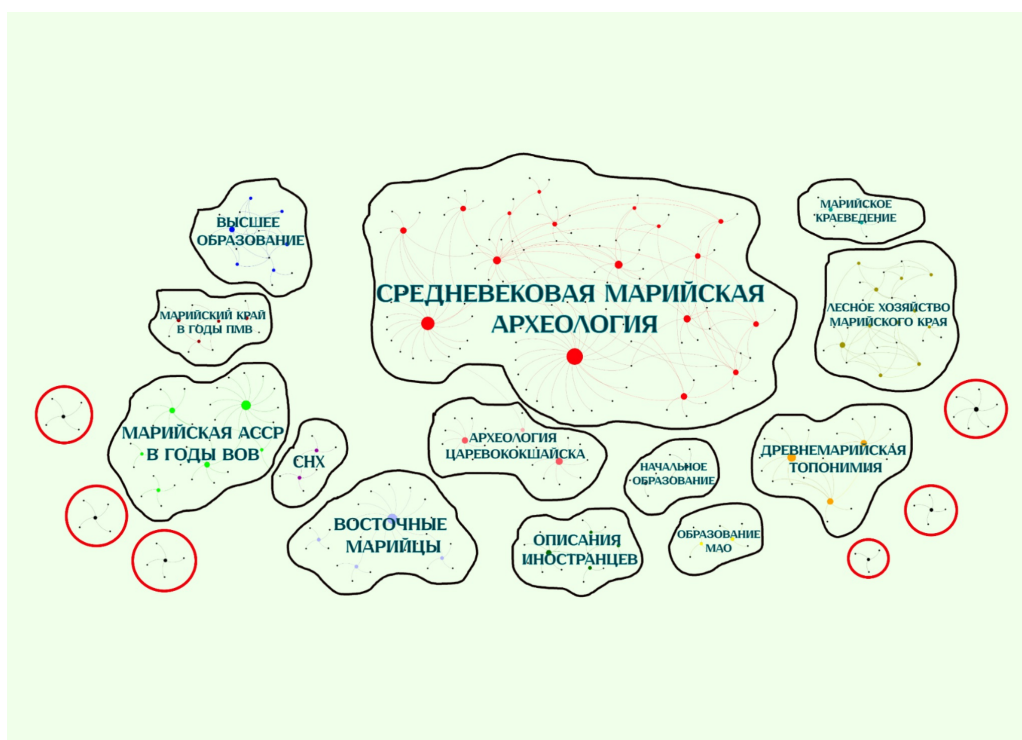 ВЫСШЕЕ
ОБРАЗОВАНИЕ
МАРИЙСКОЕ
КРАЕВЕДЕНИЕ
СРЕДНЕВЕКОВАЯ МАРИЙСКАЯ
АРХЕОЛОГИЯ
МАРИЙСКИЙ КРАЙ
В ГОДЫ ПМВ
ЛЕСНОЕ ХОЗЯЙСТВО
МАРИЙСКОГО КРАЯ
МАРИЙСКАЯ АССР
В ГОДЫ ВОВ
СНХ
АРХЕОЛОГИЯ
ЦАРЕВОКОКШАЙСКА
НАЧАЛЬНОЕ
ОБРАЗОВАНИЕ
ДРЕВНЕМАРИЙСКАЯ
ТОПОНИМИЯ
ВОСТОЧНЫЕ
МАРИЙЦЫ
ОПИСАНИЯ
ИНОСТРАНЦЕВ
ОБРАЗОВАНИЕ
МАО